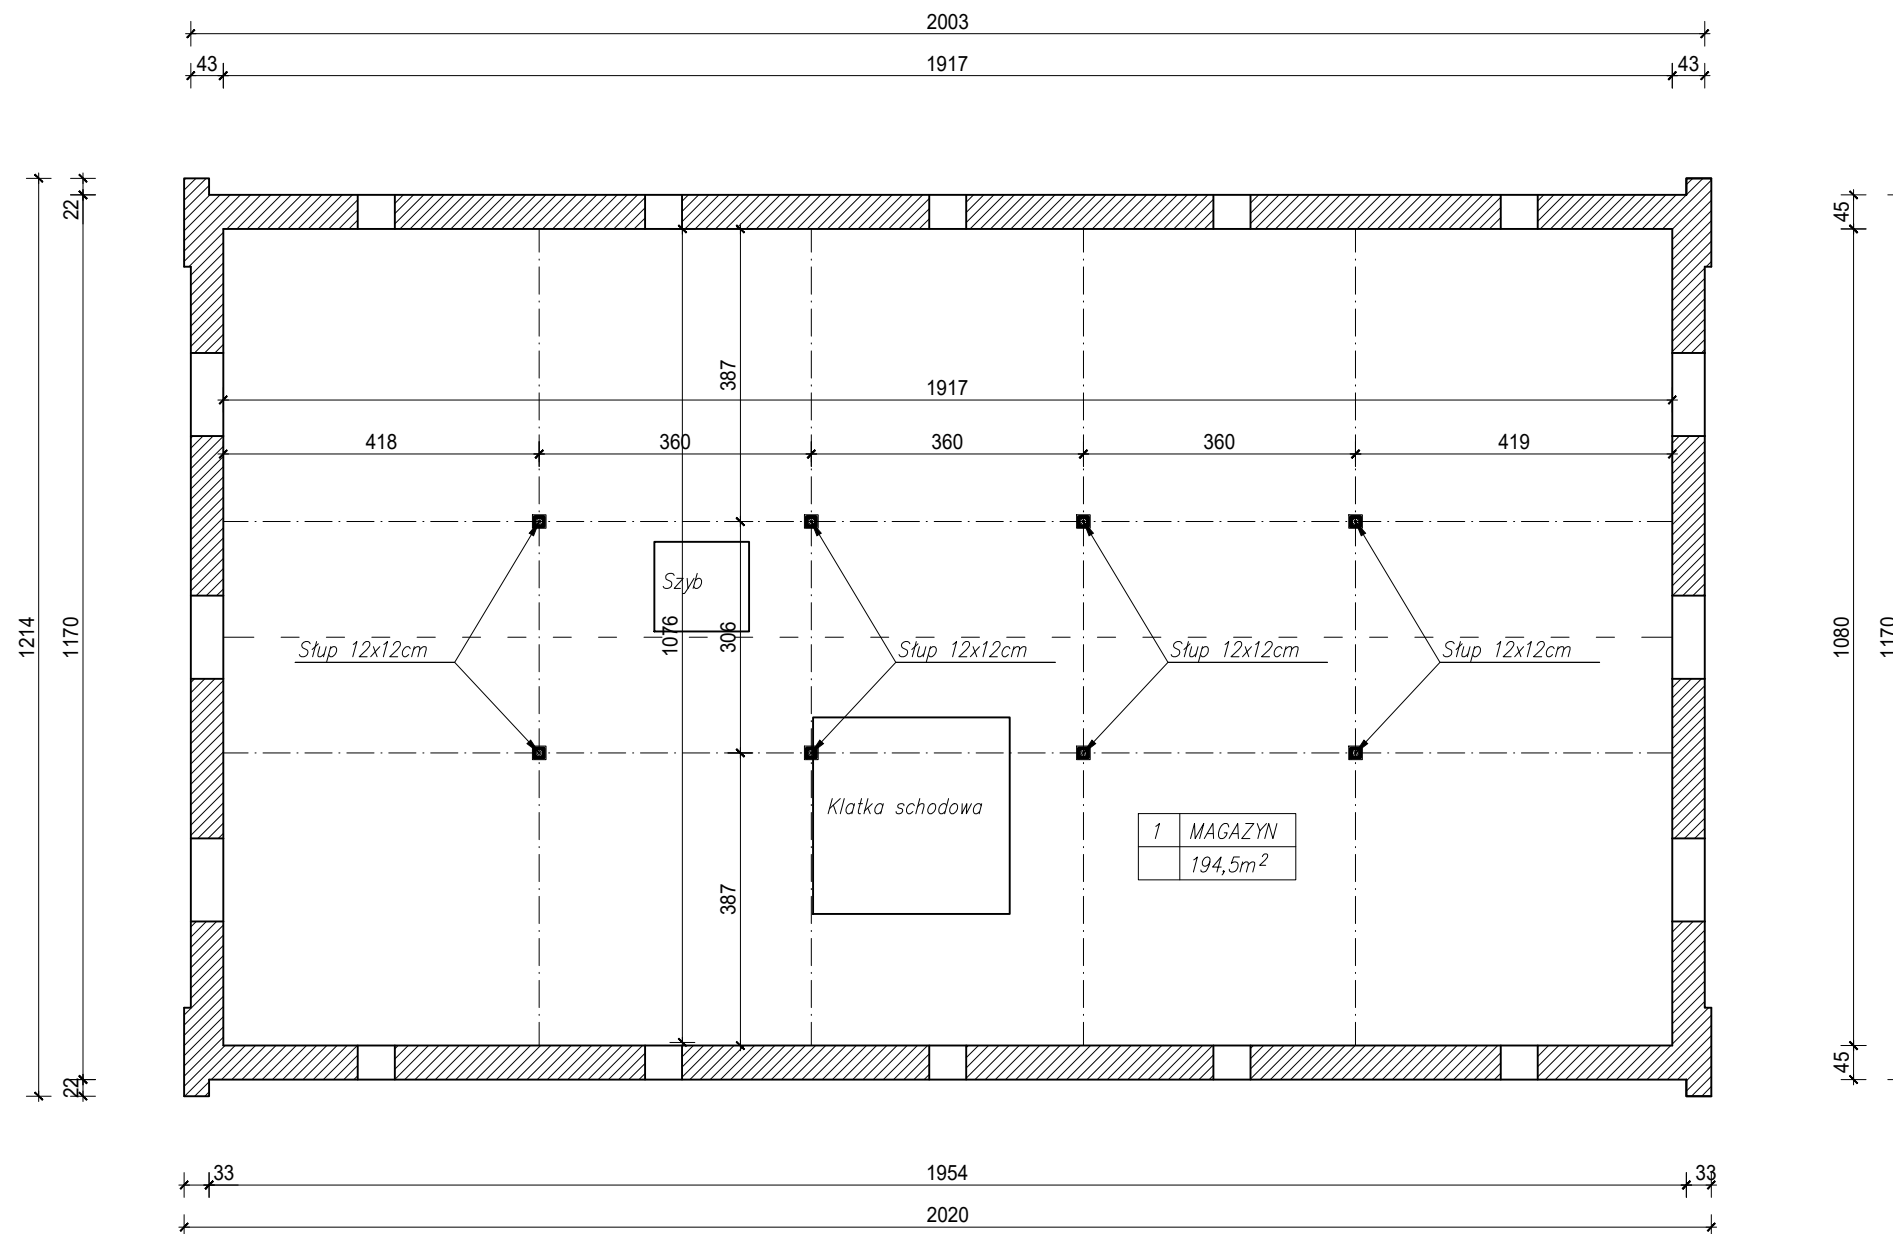 2003
43 1917 43
22
45
387
1917
418 360 360 360 419
Szyb
1214
1170
1076
306
1080
1170
Słup 12x12cm Słup 12x12cm Słup 12x12cm Słup 12x12cm
Klatka schodowa
1 MAGAZYN
194,5m²
387
22
45
33 1954 33
2020